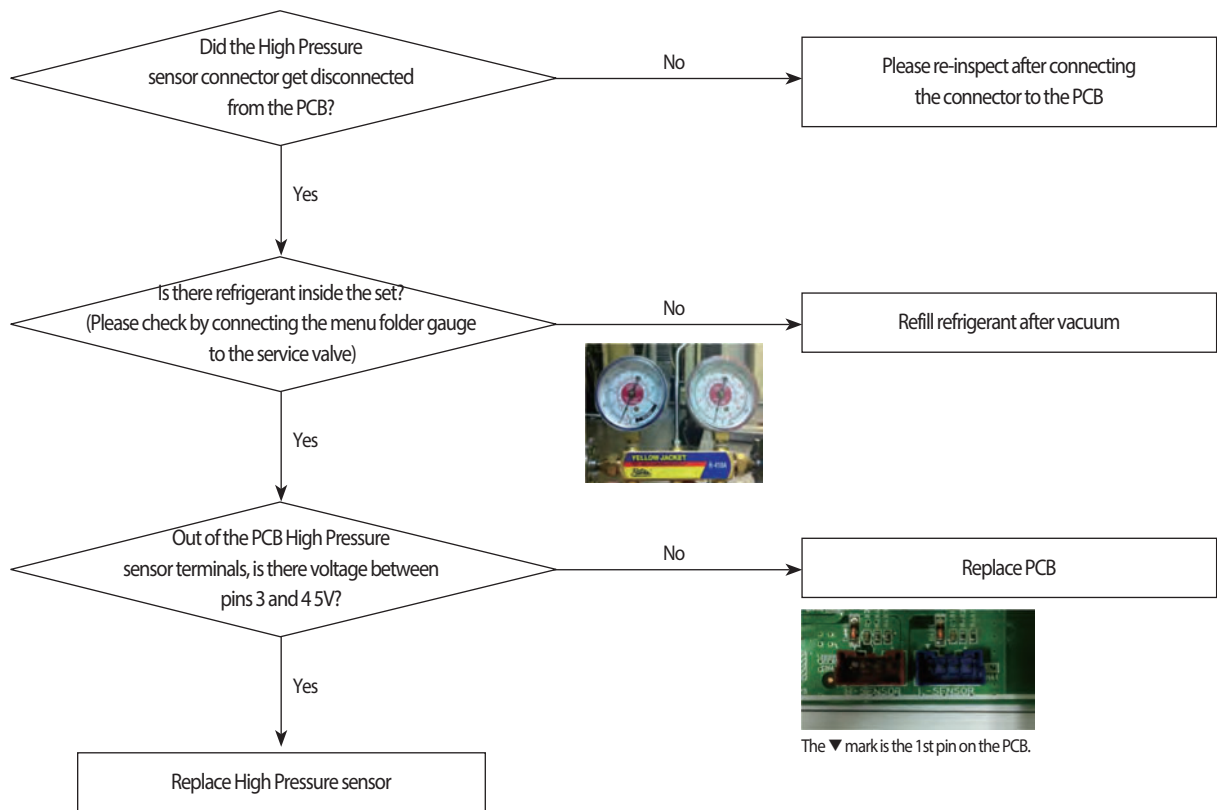 Did the High Pressure
sensor connector get disconnected
from the PCB?
No
Please re-inspect after connecting
the connector to the PCB
Yes
Is there refrigerant inside the set?
(Please check by connecting the menu folder gauge
to the service valve)
No
Refill refrigerant after vacuum
YELLOW JACKET
Yes
Out of the PCB High Pressure
sensor terminals, is there voltage between
pins 3 and 4 5V?
No
Replace PCB
The ▼ mark is the 1st pin on the PCB.
Yes
Replace High Pressure sensor